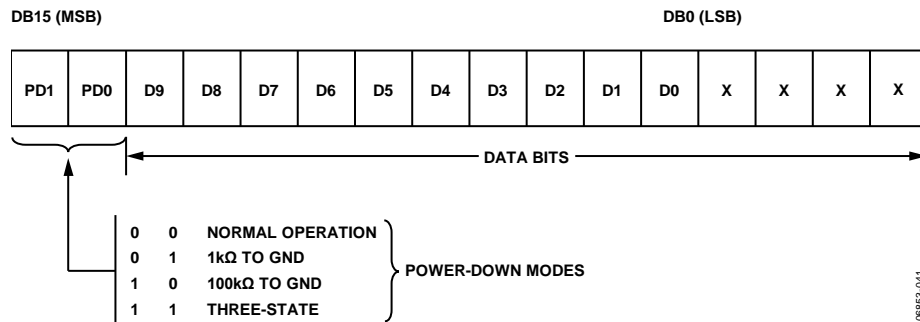 DB15 (MSB) DB0 (LSB)
PD1 PD0 D9 D8 D7 D6 D5 D4 D3 D2 D1 D0 X X X X
DATA BITS
0 0 NORMAL OPERATION
0 1 1kΩ TO GND
1 0 100kΩ TO GND
1 1 THREE-STATE
POWER-DOWN MODES
06853-041